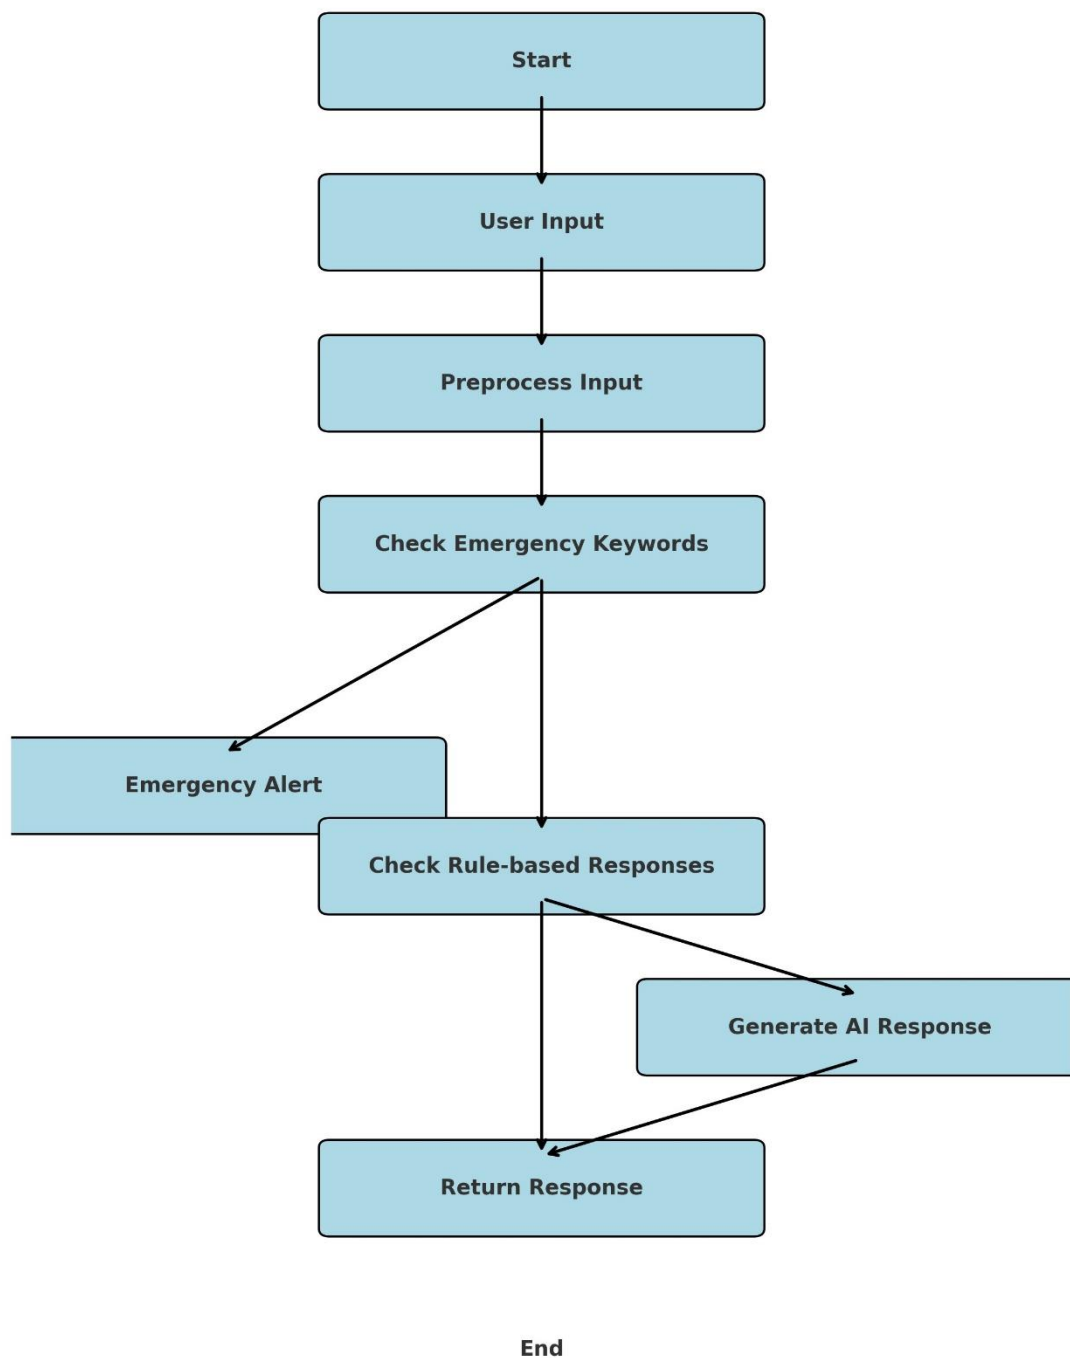 Start
User Input
Preprocess Input
Check Emergency Keywords
Emergency Alert
Check Rule-based Responses
Generate AI Response
Return Response
End